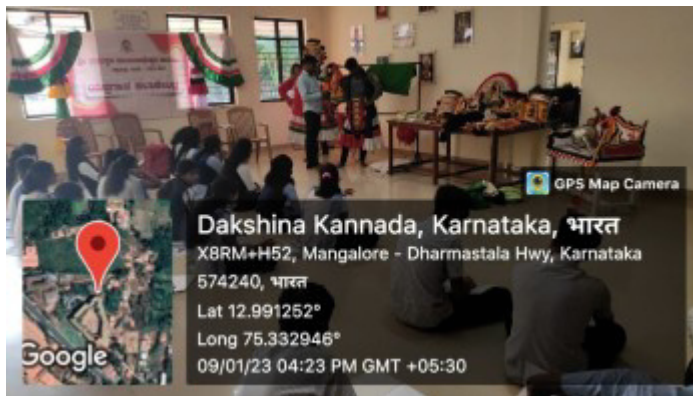 GPS Map Camera
Dakshina Kannada, Karnataka, भारत
X8RM+H52, Mangalore - Dharmastala Hwy, Karnataka
574240, भारत
Lat 12.991252°
Long 75.332946°
09/01/23 04:23 PM GMT +05:30
Google